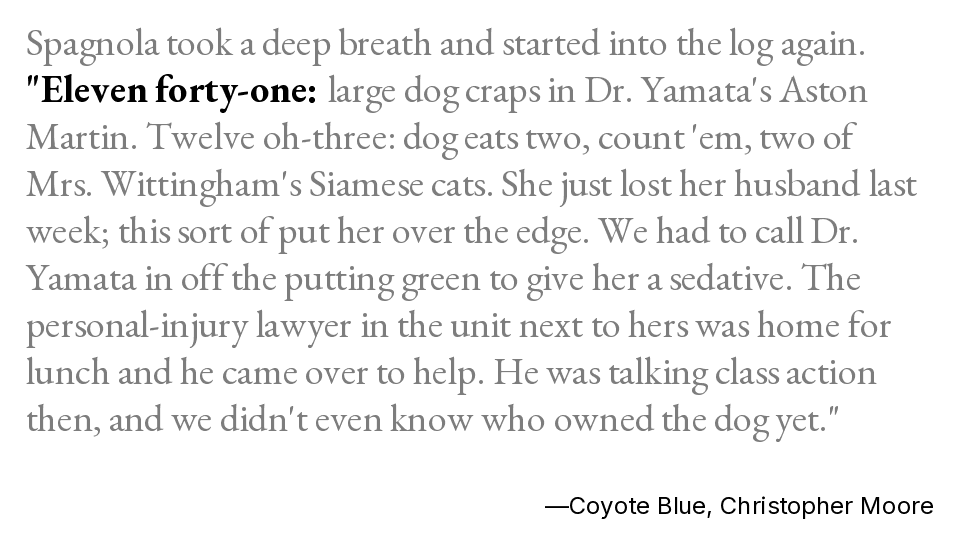 Spagnola took a deep breath and started into the log again.
"Eleven forty-one: large dog craps in Dr. Yamata's Aston
Martin. Twelve oh-three: dog eats two, count 'em, two of
Mrs. Wittingham's Siamese cats. She just lost her husband last
week; this sort of put her over the edge. We had to call Dr.
Yamata in off the putting green to give her a sedative. The
personal-injury lawyer in the unit next to hers was home for
lunch and he came over to help. He was talking class action
then, and we didn't even know who owned the dog yet."
—Coyote Blue, Christopher Moore